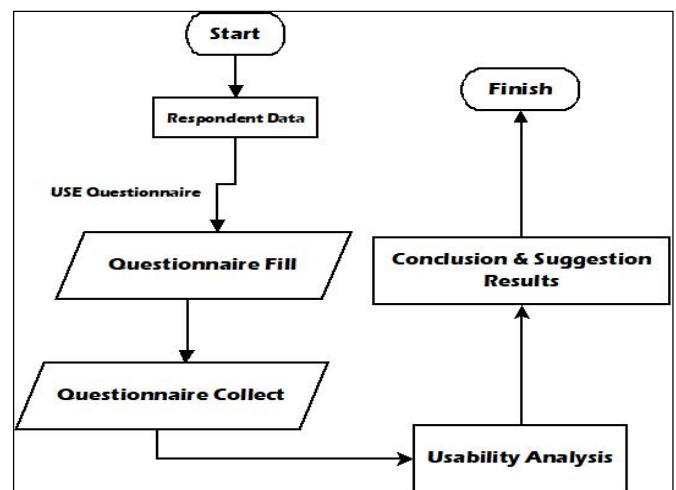 Start
Respondent Data
USE Questionnaire
Questionnaire Fill
Questionnaire Collect
Usability Analysis
Conclusion & Suggestion
Results
Finish